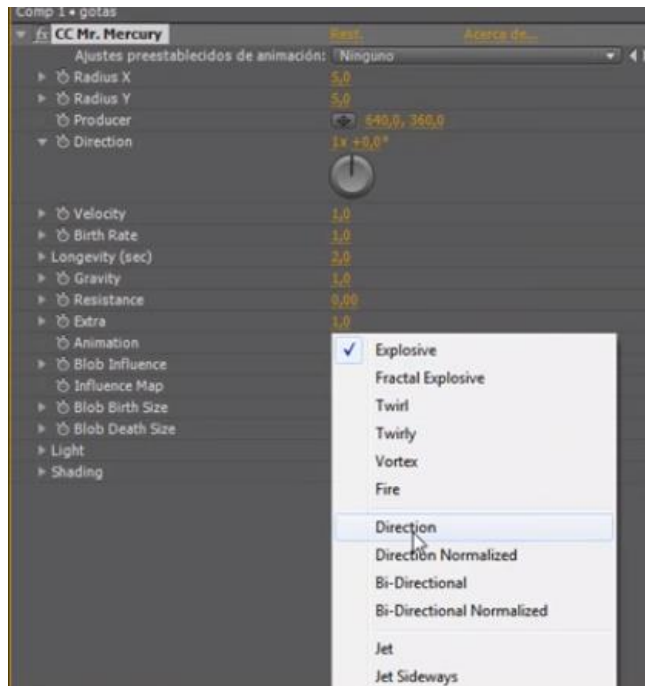 Comp 1 • gotas
fx CC Mr. Mercury Rest. Acerca de...
Ajustes preestablecidos de animación: Ninguno
Radius X 5,0
Radius Y 5,0
Producer 640,0, 360,0
Direction 1x +0,0°
Velocity 1,0
Birth Rate 1,0
Longevity (sec) 2,0
Gravity 1,0
Resistance 0,00
Extra 1,0
Animation
Explosive
Blob Influence
Fractal Explosive
Influence Map
Twirl
Blob Birth Size
Twirly
Blob Death Size
Vortex
Light
Shading
Fire
Direction
Direction Normalized
Bi-Directional
Bi-Directional Normalized
Jet
Jet Sideways